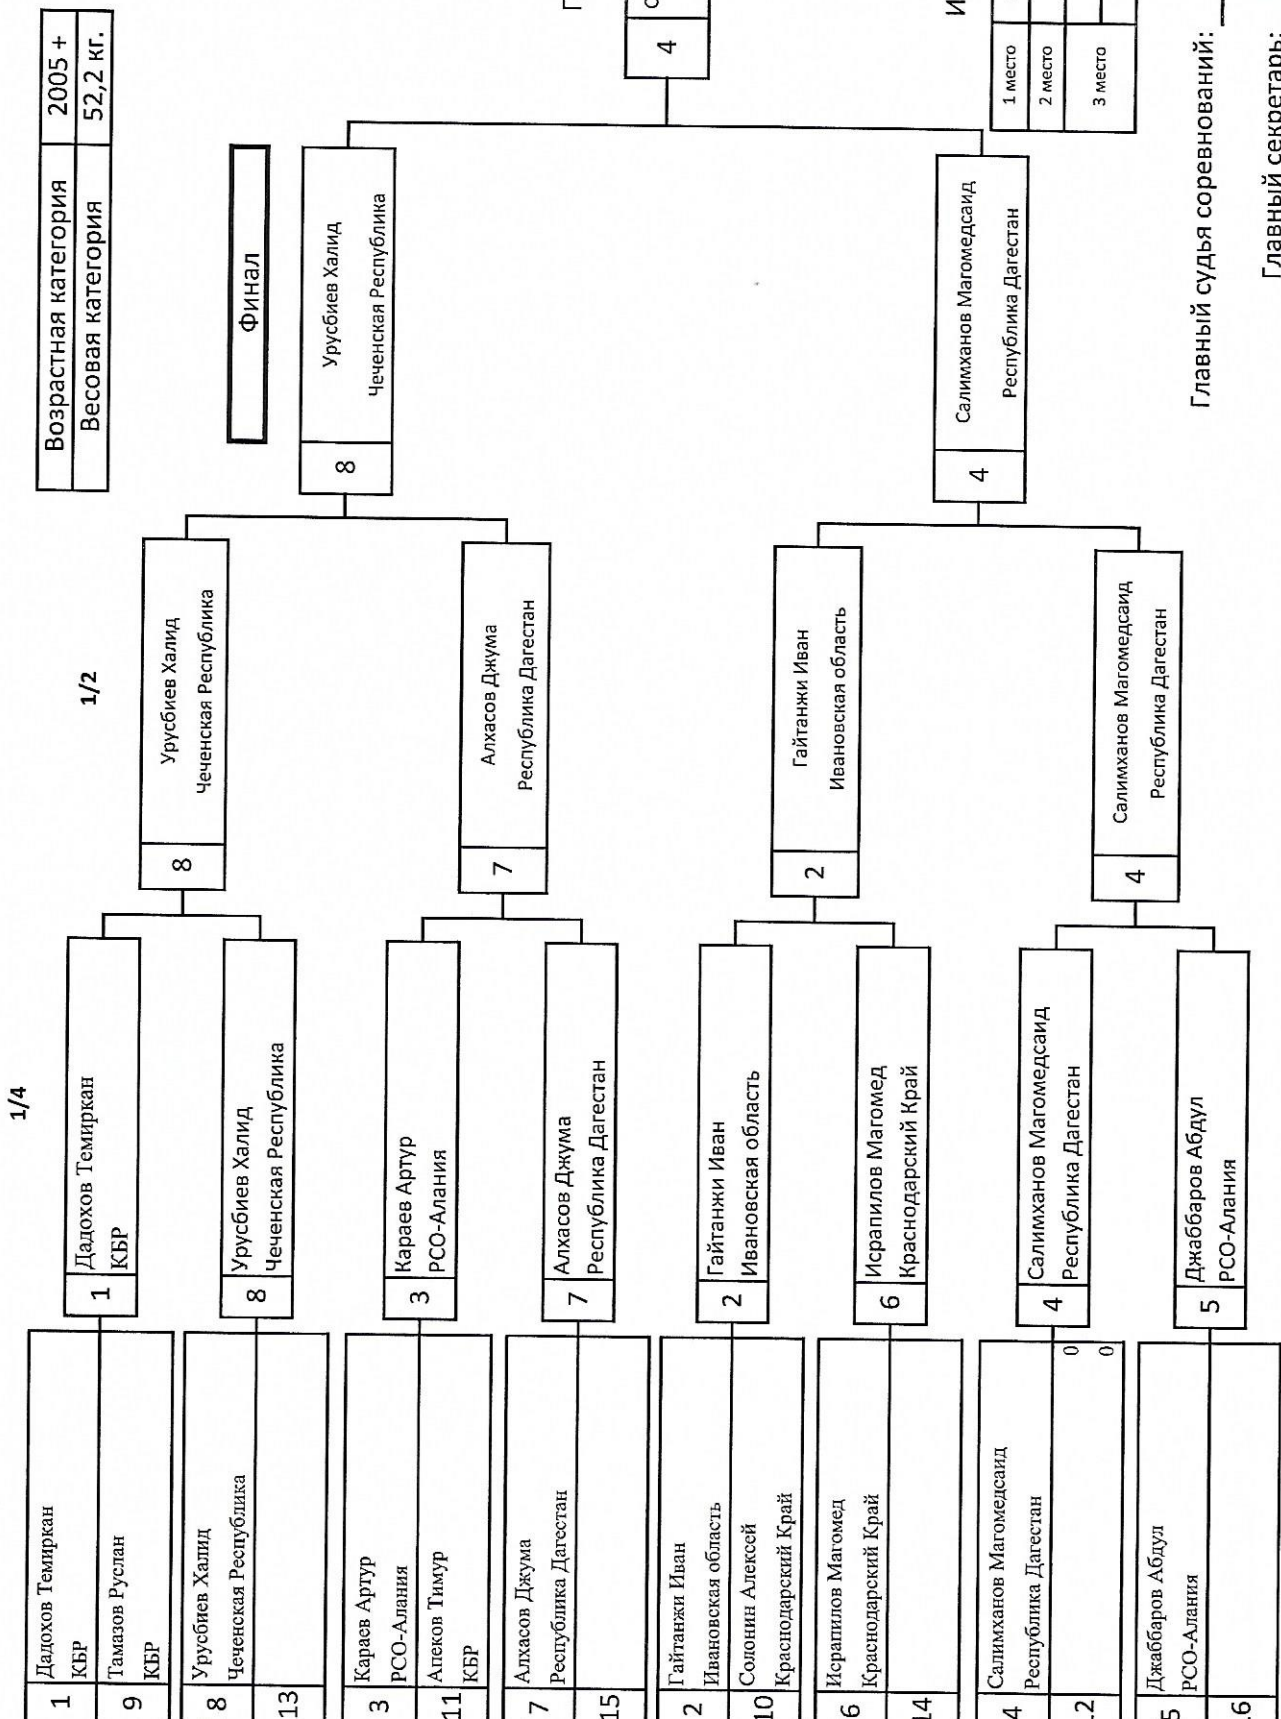 Возрастная категория 2005 +
Весовая категория 52,2 кг.
1/4
1/2
Финал
1 Дадохов Темиркан
КБР
9 Тамазов Руслан
КБР
8 Урусбиев Халид
Чеченская Республика
13
3 Караев Артур
РСО-Алания
11 Апеков Тимур
КБР
7 Алхасов Джума
Республика Дагестан
15
2 Гайтанжи Иван
Ивановская область
10 Солонин Алексей
Краснодарский Край
6 Исрапилов Магомед
Краснодарский Край
14
4 Салимханов Магомедсаид
Республика Дагестан
12 0
0
5 Джаббаров Абдул
РСО-Алания
16
1 Дадохов Темиркан
КБР
8 Урусбиев Халид
Чеченская Республика
3 Караев Артур
РСО-Алания
7 Алхасов Джума
Республика Дагестан
2 Гайтанжи Иван
Ивановская область
6 Исрапилов Магомед
Краснодарский Край
4 Салимханов Магомедсаид
Республика Дагестан
5 Джаббаров Абдул
РСО-Алания
8 Урусбиев Халид
Чеченская Республика
7 Алхасов Джума
Республика Дагестан
2 Гайтанжи Иван
Ивановская область
4 Салимханов Магомедсаид
Республика Дагестан
8 Урусбиев Халид
Чеченская Республика
4 Салимханов Магомедсаид
Республика Дагестан
4
1 место
2 место
3 место
Главный судья соревнований:
Главный секретарь: